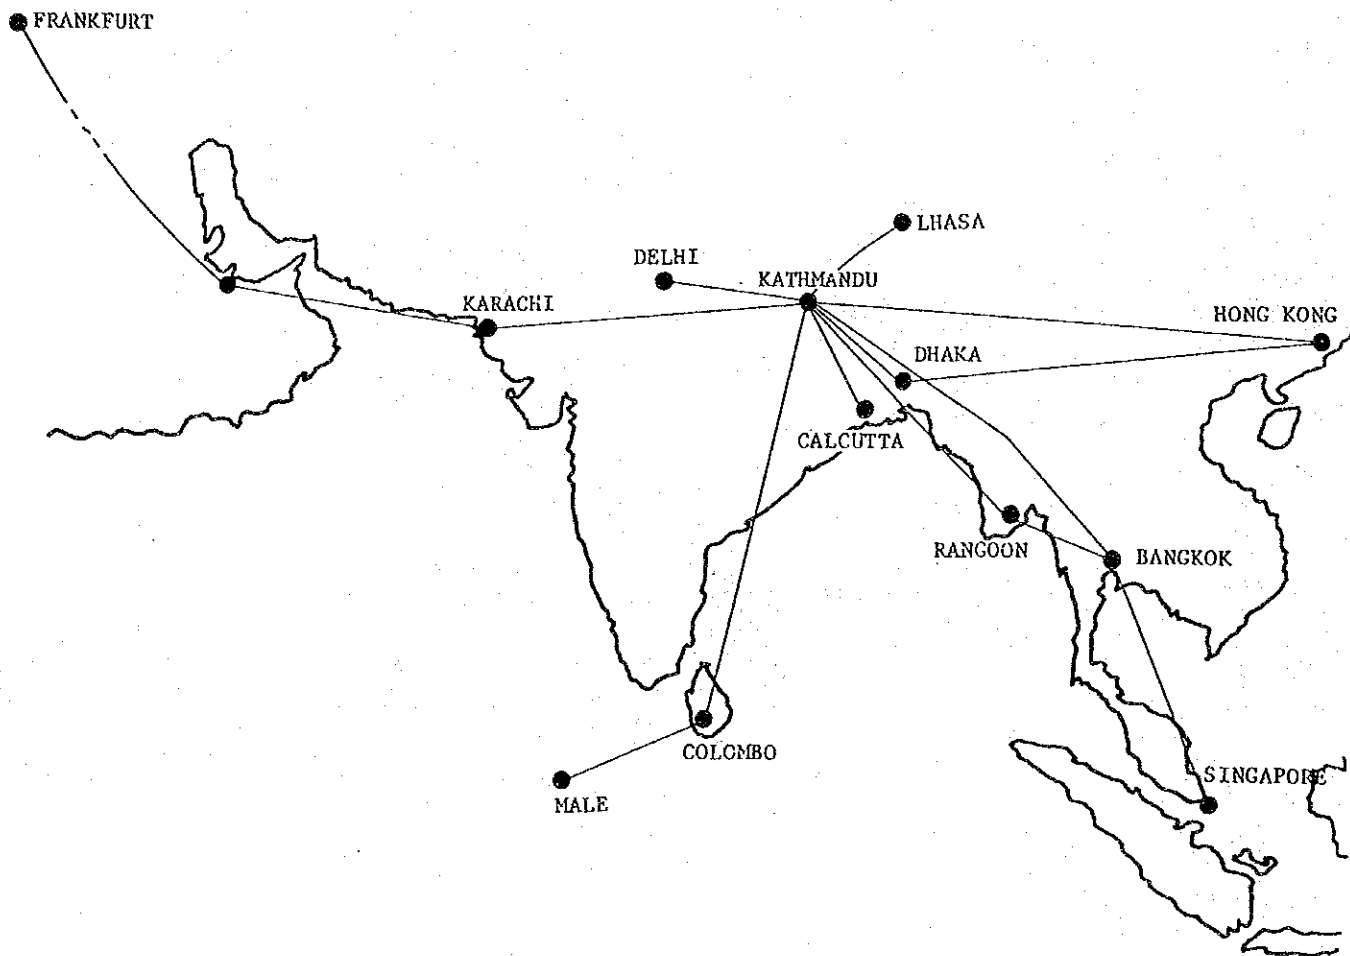 FRANKFURT
LHASA
DELHI
KATHMANDU
KARACHI
HONG KONG
DHAKA
CALCUTTA
RANGOON
BANGKOK
COLOMBO
SINGAPORE
MALE